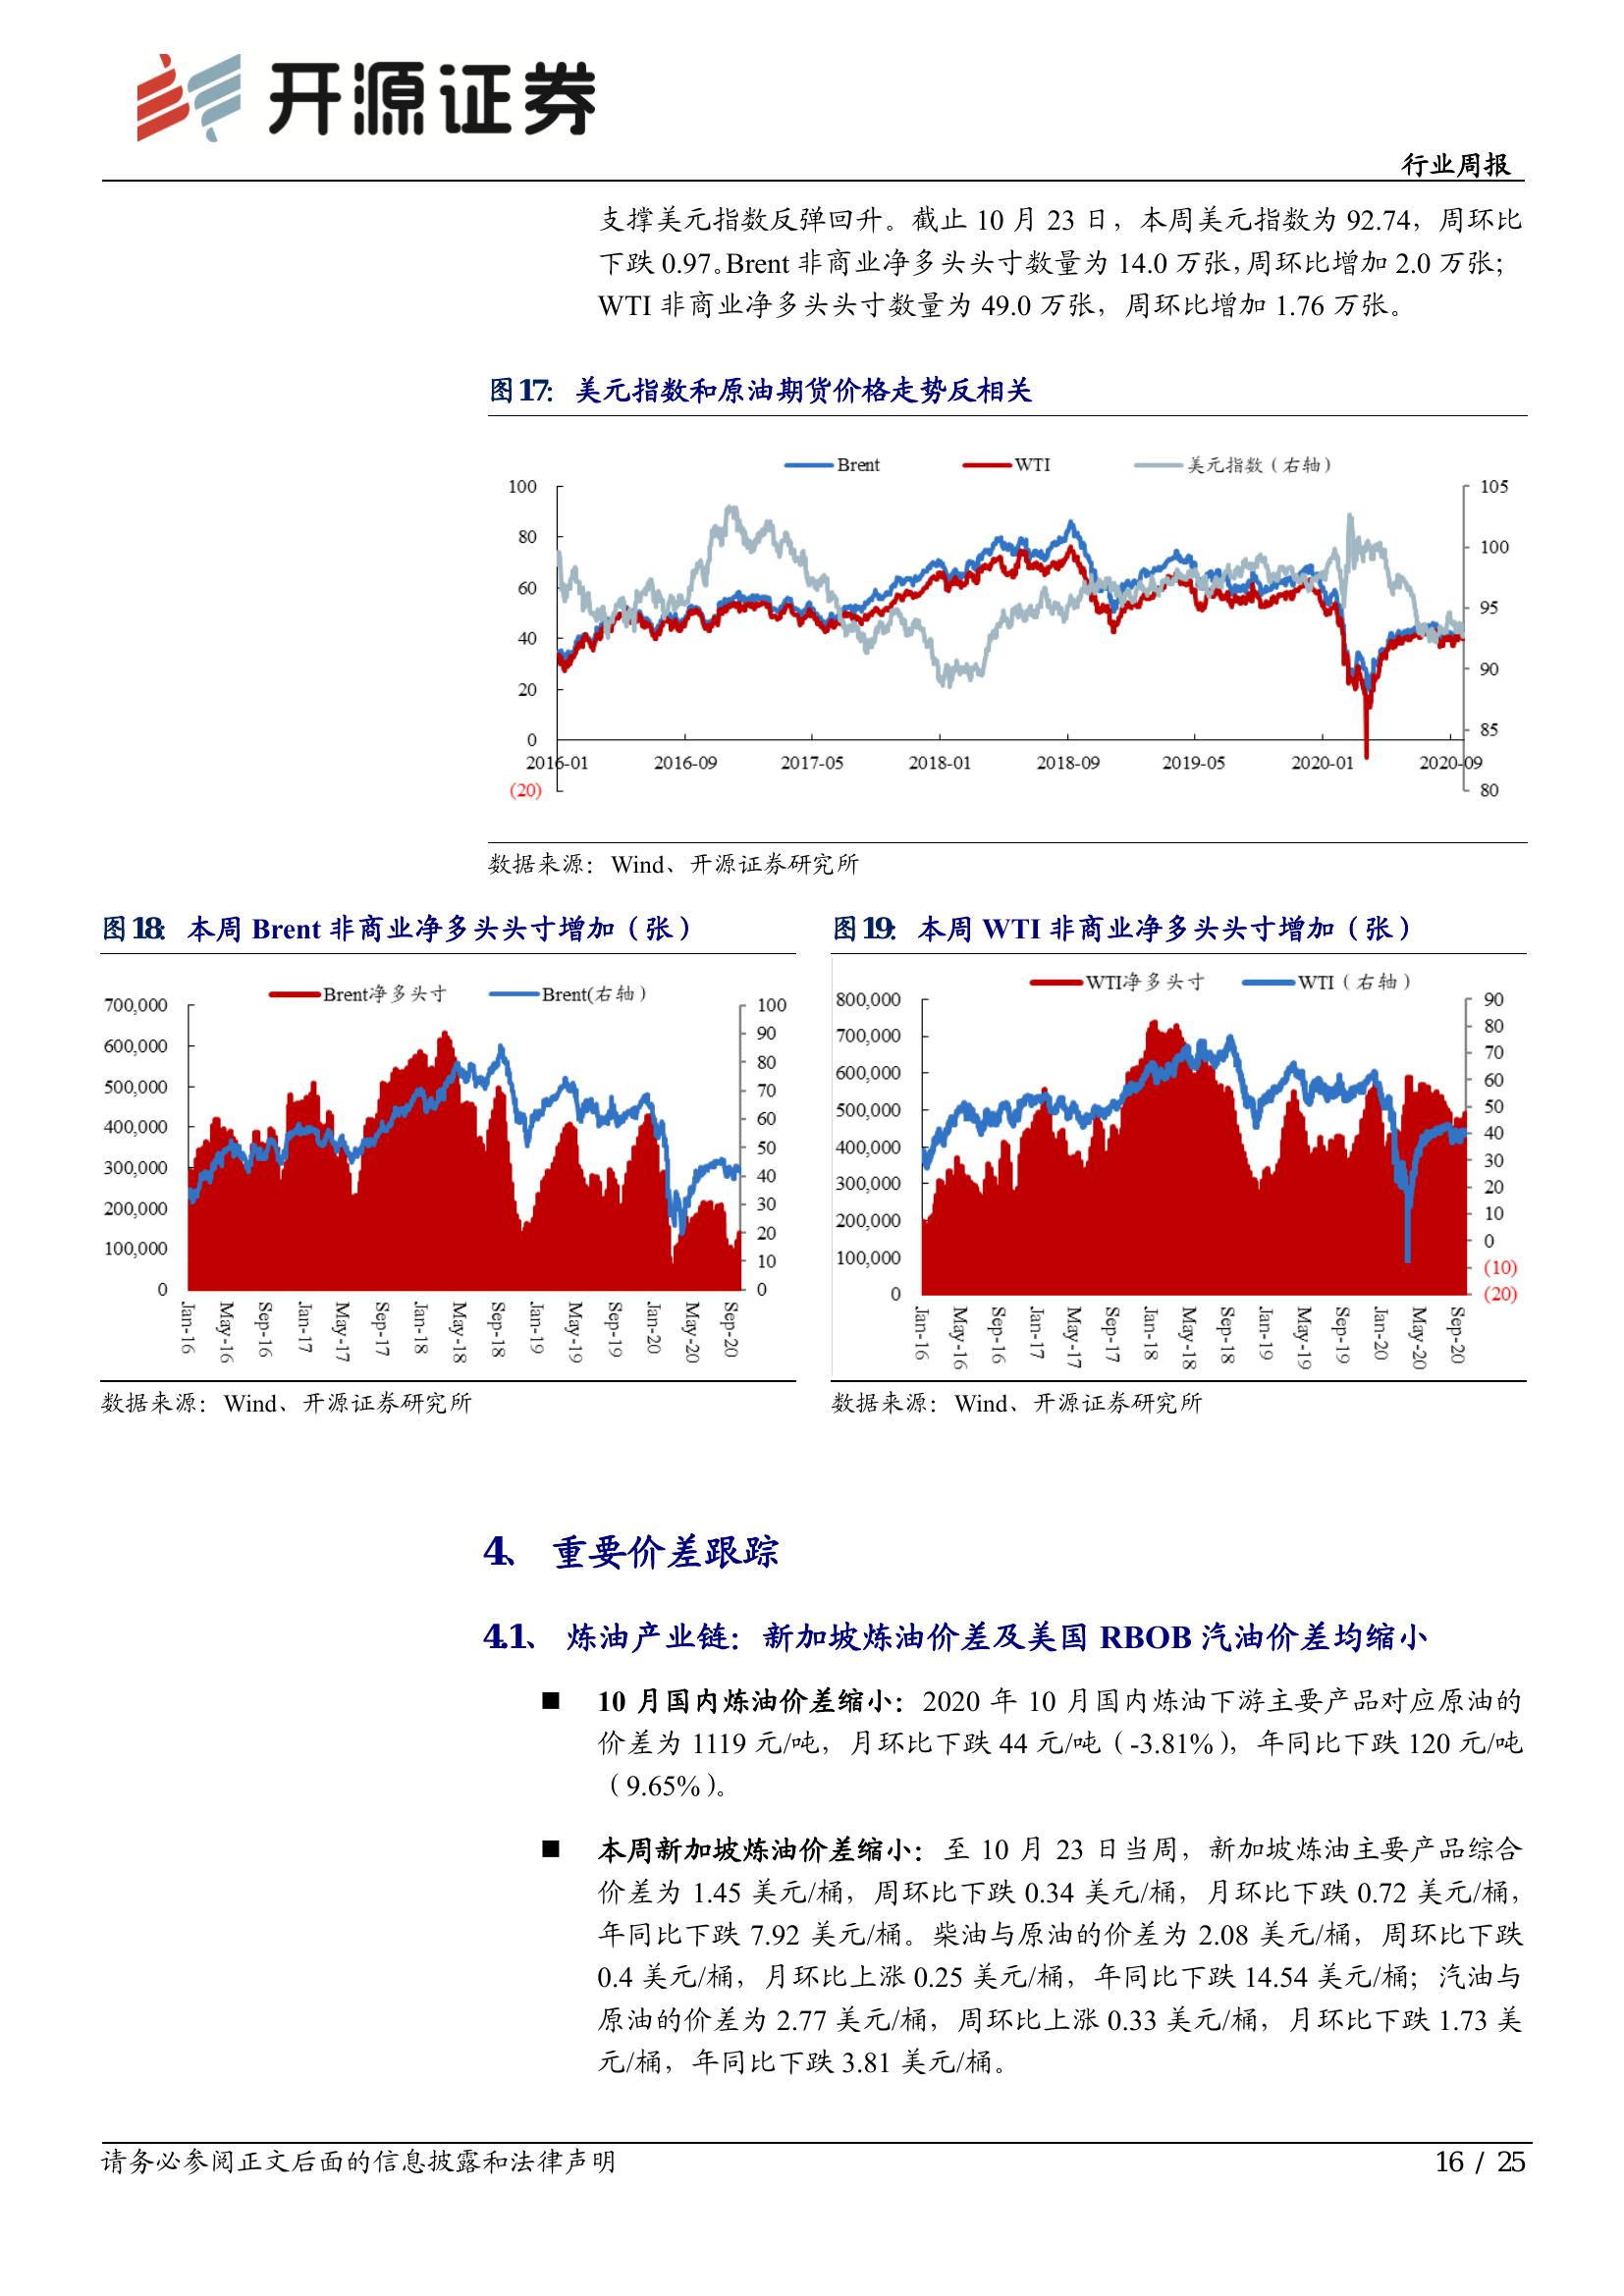 开源证券
行业周报
支撑美元指数反弹回升。截止 10 月 23 日，本周美元指数为 92.74，周环比
下跌 0.97。Brent 非商业净多头头寸数量为 14.0 万张，周环比增加 2.0 万张；
WTI 非商业净多头头寸数量为 49.0 万张，周环比增加 1.76 万张。
图17： 美元指数和原油期货价格走势反相关
Brent WTI 美元指数（右轴）
100 105
80 100
60 95
40 90
20
0 85
2016-01 2016-09 2017-05 2018-01 2018-09 2019-05 2020-01 2020-09
(20) 80
数据来源：Wind、开源证券研究所
图18： 本周 Brent 非商业净多头头寸增加（张）
Brent净多头头寸 Brent(右轴）
700,000
600,000
500,000
400,000
300,000
200,000
100,000
0
100
90
80
70
60
50
40
30
20
10
0
Jan-16 May-16 Sep-16 Jan-17 May-17 Sep-17 Jan-18 May-18 Sep-18 Jan-19 May-19 Sep-19 Jan-20 May-20 Sep-20
数据来源：Wind、开源证券研究所
图19： 本周 WTI 非商业净多头头寸增加（张）
WTI净多头头寸 WTI（右轴）
800,000
700,000
600,000
500,000
400,000
300,000
200,000
100,000
0
90
80
70
60
50
40
30
20
10
0
(10)
(20)
Jan-16 May-16 Sep-16 Jan-17 May-17 Sep-17 Jan-18 May-18 Sep-18 Jan-19 May-19 Sep-19 Jan-20 May-20 Sep-20
数据来源：Wind、开源证券研究所
4、 重要价差跟踪
4.1、 炼油产业链：新加坡炼油价差及美国 RBOB 汽油价差均缩小
■ 10 月国内炼油价差缩小：2020 年 10 月国内炼油下游主要产品对应原油的
价差为 1119 元/吨，月环比下跌 44 元/吨（-3.81%），年同比下跌 120 元/吨
（9.65%）。
■ 本周新加坡炼油价差缩小：至 10 月 23 日当周，新加坡炼油主要产品综合
价差为 1.45 美元/桶，周环比下跌 0.34 美元/桶，月环比下跌 0.72 美元/桶，
年同比下跌 7.92 美元/桶。柴油与原油的价差为 2.08 美元/桶，周环比下跌
0.4 美元/桶，月环比上涨 0.25 美元/桶，年同比下跌 14.54 美元/桶；汽油与
原油的价差为 2.77 美元/桶，周环比上涨 0.33 美元/桶，月环比下跌 1.73 美
元/桶，年同比下跌 3.81 美元/桶。
请务必参阅正文后面的信息披露和法律声明
16 / 25